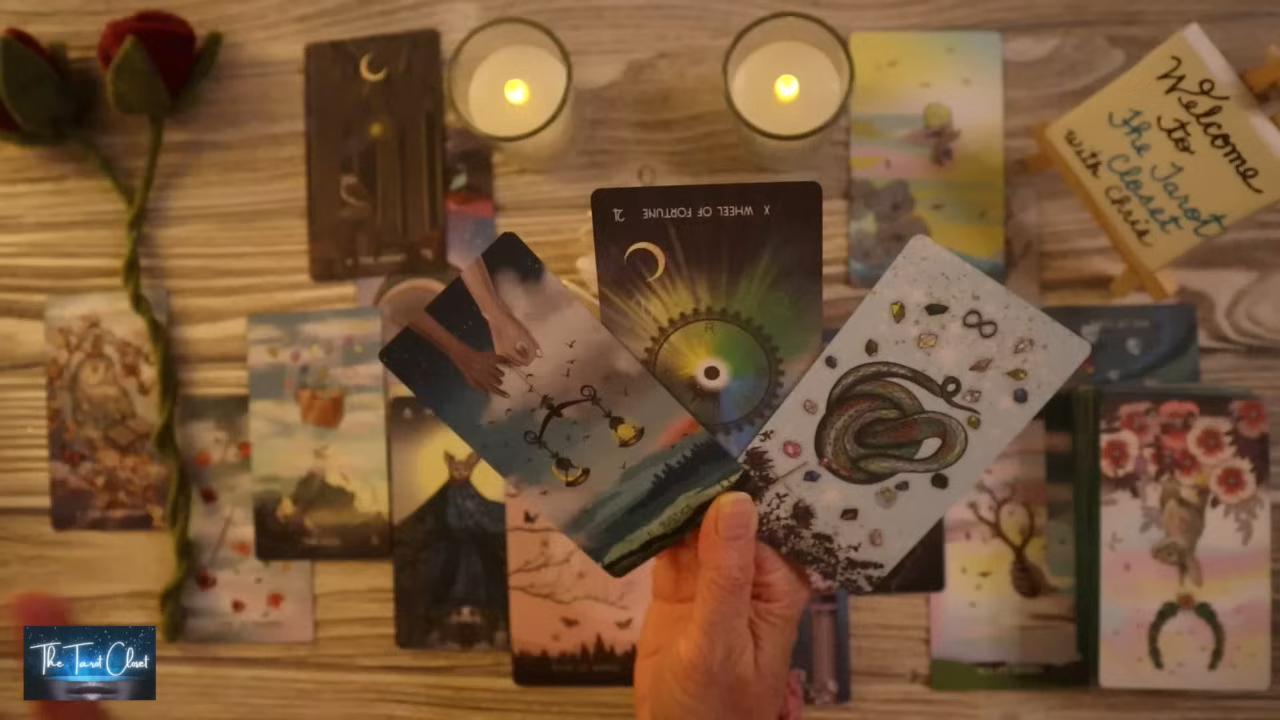 X WHEEL OF FORTUNE ♃
R
Welcome
To
The Tarot
Closet
with Chris
The Tarot Closet